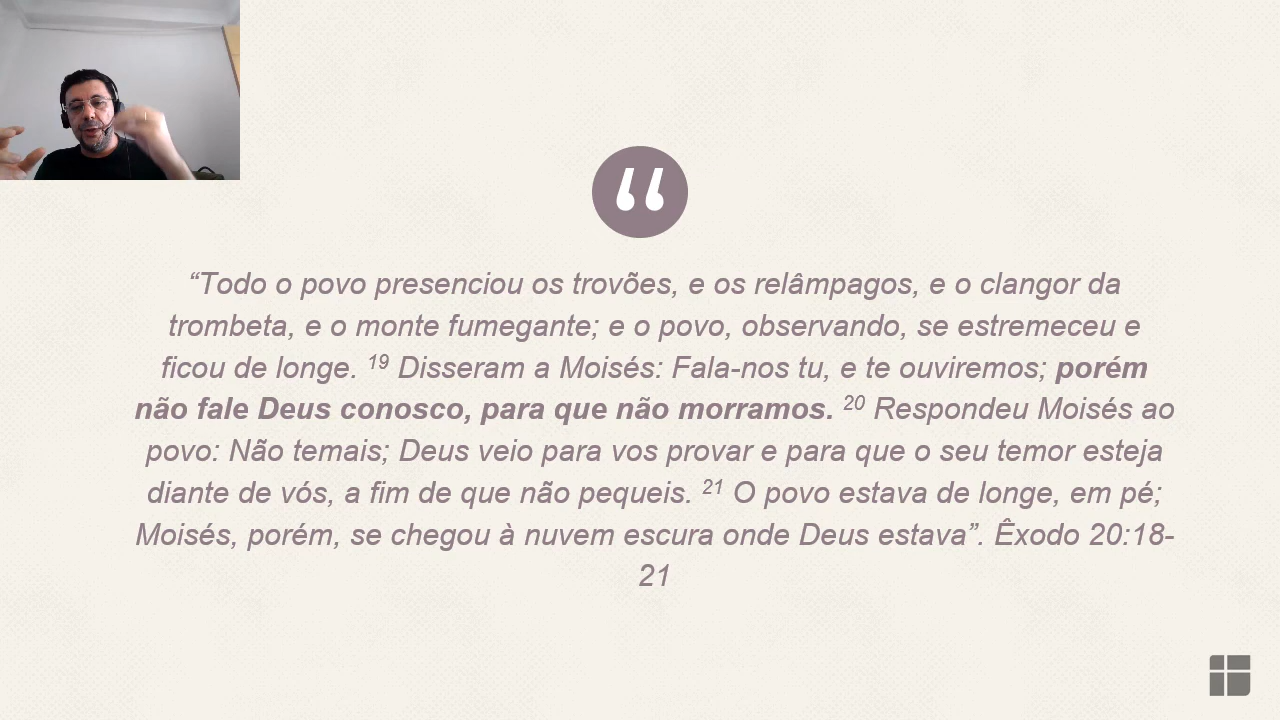 “Todo o povo presenciou os trovões, e os relâmpagos, e o clangor da
trombeta, e o monte fumegante; e o povo, observando, se estremeceu e
ficou de longe. ¹⁹ Disseram a Moisés: Fala-nos tu, e te ouviremos; porém
não fale Deus conosco, para que não morramos. ²⁰ Respondeu Moisés ao
povo: Não temais; Deus veio para vos provar e para que o seu temor esteja
diante de vós, a fim de que não pequeis. ²¹ O povo estava de longe, em pé;
Moisés, porém, se chegou à nuvem escura onde Deus estava”. Êxodo 20:18-
21